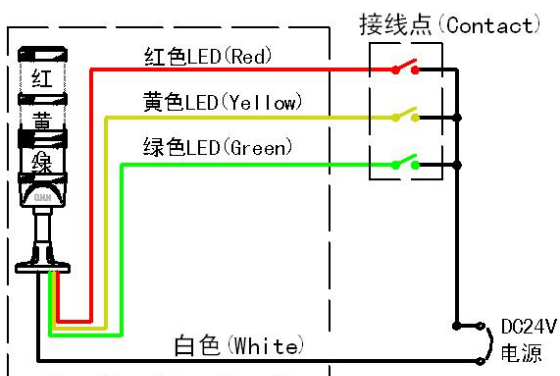 接线点(Contact)
红色LED(Red)
红
黄色LED(Yellow)
黄
绿色LED(Green)
绿
白色(White)
DC24V
电源